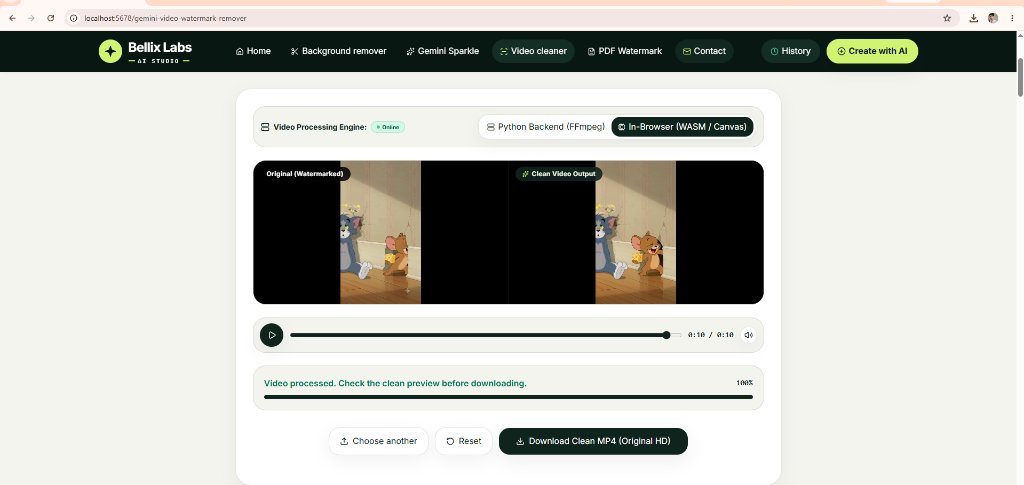 localhost:5678/gemini-video-watermark-remover
Bellix Labs
AI STUDIO
Home
Background remover
Gemini Sparkle
Video cleaner
PDF Watermark
Contact
History
Create with AI
Video Processing Engine:
Online
Python Backend (FFmpeg)
In-Browser (WASM / Canvas)
Original (Watermarked)
Clean Video Output
0:10 / 0:10
Video processed. Check the clean preview before downloading.
100%
Choose another
Reset
Download Clean MP4 (Original HD)